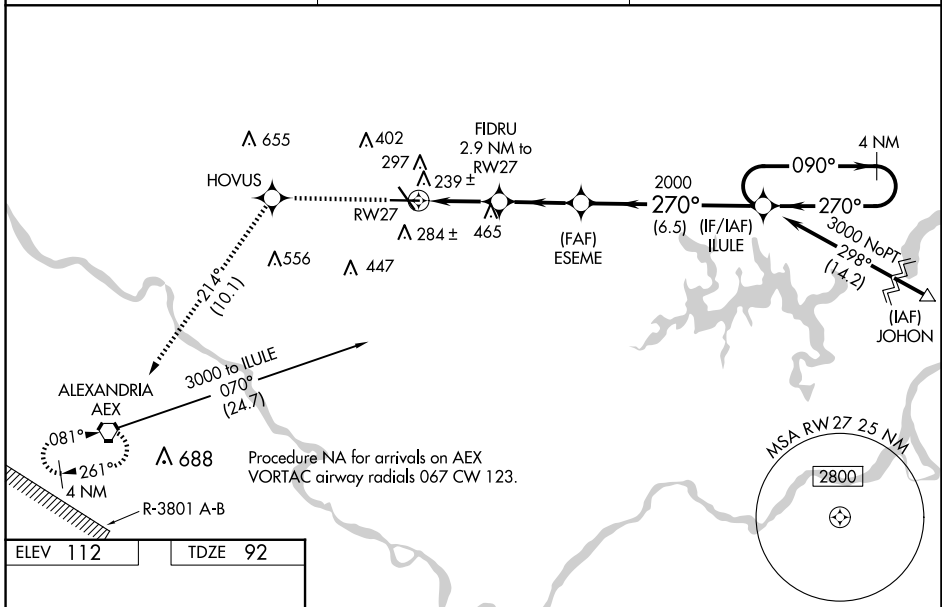 655
402
297
239 ±
FIDRU
2.9 NM to
RW27
4 NM
090°
HOVUS
RW27
284 ±
465
2000
270°
(6.5)
(IF/IAF)
ILULE
270°
(FAF)
ESEME
3000 NoPT
298°
(14.2)
(IAF)
JOHON
556
447
214°
(10.1)
3000 to ILULE
070°
(24.7)
ALEXANDRIA
AEX
081°
261°
4 NM
688
Procedure NA for arrivals on AEX
VORTAC airway radials 067 CW 123.
R-3801 A-B
MSA RW27 25 NM
2800
ELEV 112
TDZE 92